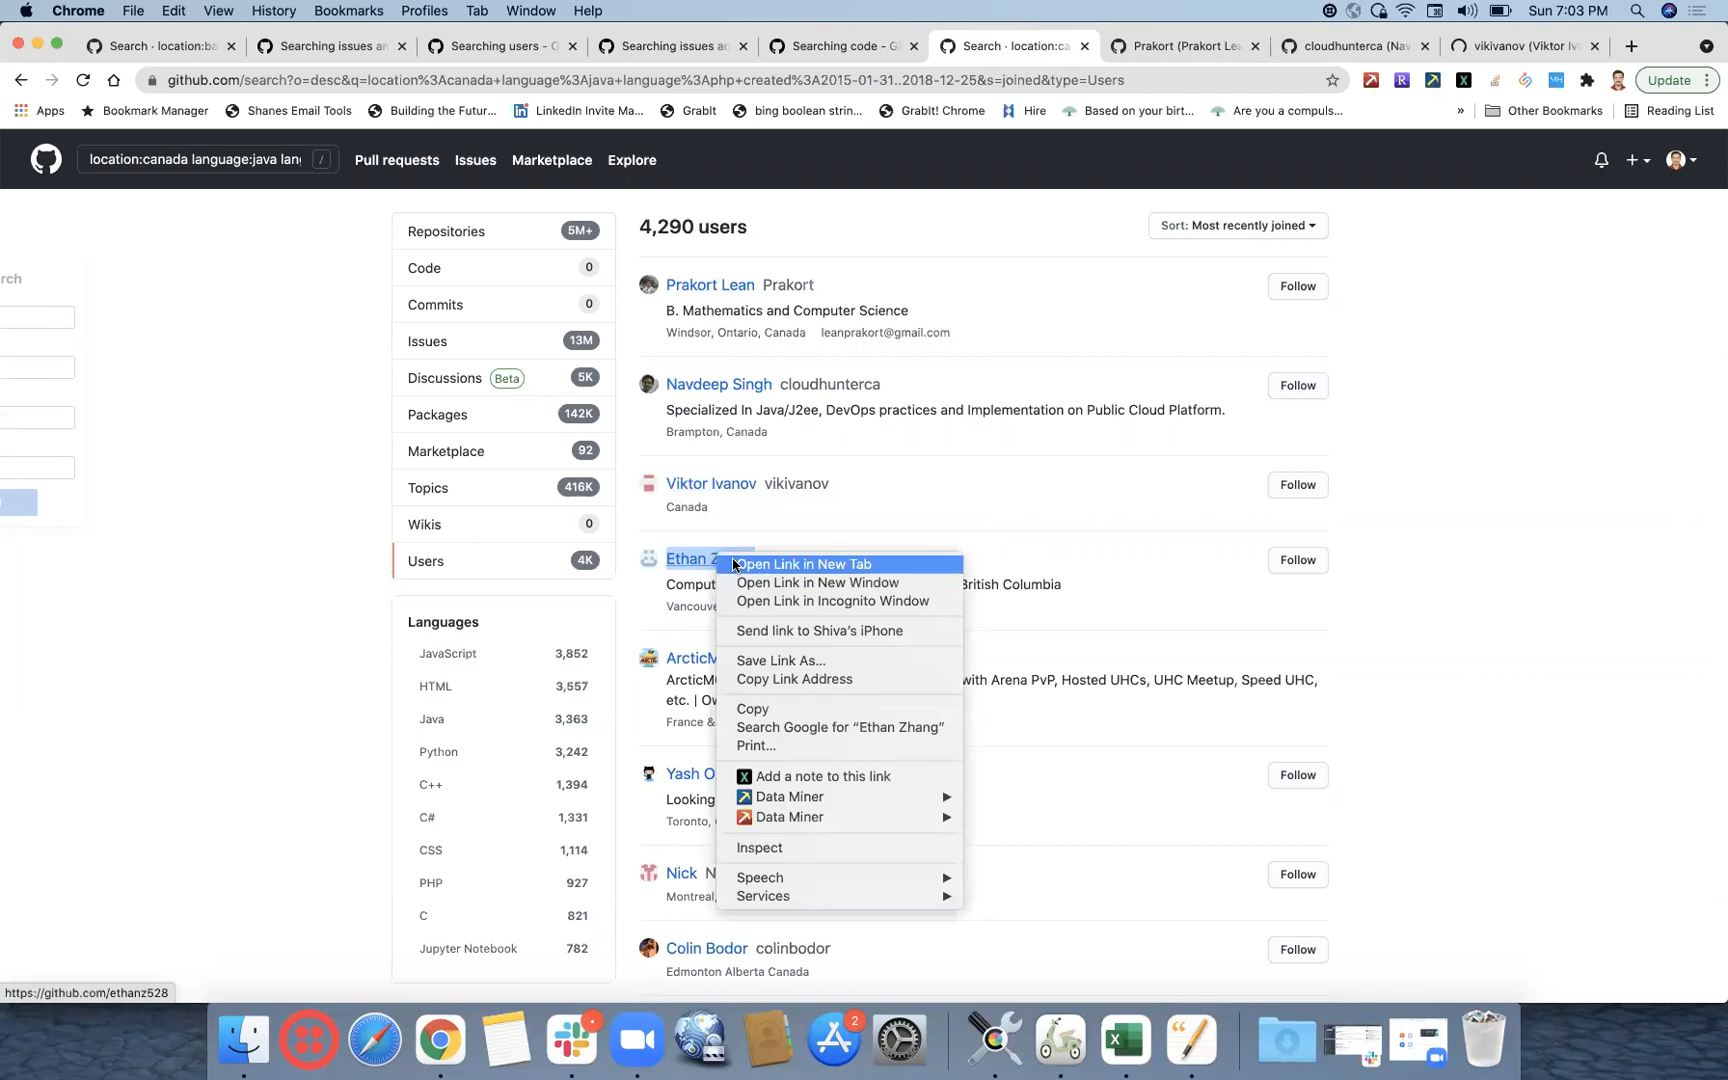 Chrome File Edit View History Bookmarks Profiles Tab Window Help Sun 7:03 PM
Search · location:ba Searching issues an Searching users - G Searching issues an Searching code - Gi Search · location:ca Prakort (Prakort Le cloudhunterca (Nav vikivanov (Viktor Iv
github.com/search?o=desc&q=location%3Acanada+language%3Ajava+language%3Aphp+created%3A2015-01-31..2018-12-25&s=joined&type=Users Update
Apps Bookmark Manager Shanes Email Tools Building the Futur... LinkedIn Invite Ma... GrabIt bing boolean strin... GrabIt! Chrome Hire Based on your birt... Are you a compuls... » Other Bookmarks Reading List
location:canada language:java lang / Pull requests Issues Marketplace Explore
rch
Repositories 5M+
Code 0
Commits 0
Issues 13M
Discussions Beta 5K
Packages 142K
Marketplace 92
Topics 416K
Wikis 0
Users 4K
Languages
JavaScript 3,852
HTML 3,557
Java 3,363
Python 3,242
C++ 1,394
C# 1,331
CSS 1,114
PHP 927
C 821
Jupyter Notebook 782
4,290 users Sort: Most recently joined
Prakort Lean Prakort Follow
B. Mathematics and Computer Science
Windsor, Ontario, Canada leanprakort@gmail.com
Navdeep Singh cloudhunterca Follow
Specialized In Java/J2ee, DevOps practices and Implementation on Public Cloud Platform.
Brampton, Canada
Viktor Ivanov vikivanov Follow
Canada
Ethan Z Follow
Comput British Columbia
Vancouve
ArcticM
ArcticM with Arena PvP, Hosted UHCs, UHC Meetup, Speed UHC,
etc. | Ow
France &
Yash O Follow
Looking
Toronto,
Nick N Follow
Montreal,
Colin Bodor colinbodor Follow
Edmonton Alberta Canada
Open Link in New Tab
Open Link in New Window
Open Link in Incognito Window
Send link to Shiva's iPhone
Save Link As...
Copy Link Address
Copy
Search Google for “Ethan Zhang”
Print...
Add a note to this link
Data Miner
Data Miner
Inspect
Speech
Services
https://github.com/ethanz528
2